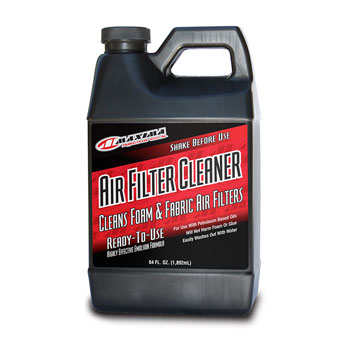 MAXIMA
SHAKE BEFORE USE
AIR FILTER CLEANER
CLEANS FOAM & FABRIC AIR FILTERS
READY-TO-USE
HIGHLY EFFECTIVE EMULSION FORMULA
For Use With Petroleum Based Oils
Will Not Harm Foam Or Glue
Easily Washes Out With Water
64 FL. OZ. (1,892mL)